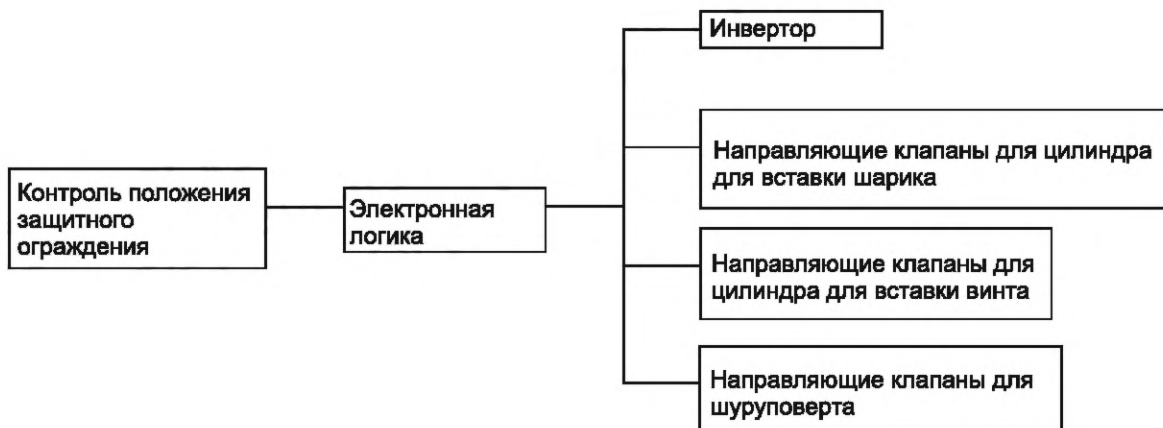 Инвертор
Направляющие клапаны для цилиндра
для вставки шарика
Контроль положения
защитного
ограждения
Электронная
логика
Направляющие клапаны для
цилиндра для вставки винта
Направляющие клапаны для
шуруповерта